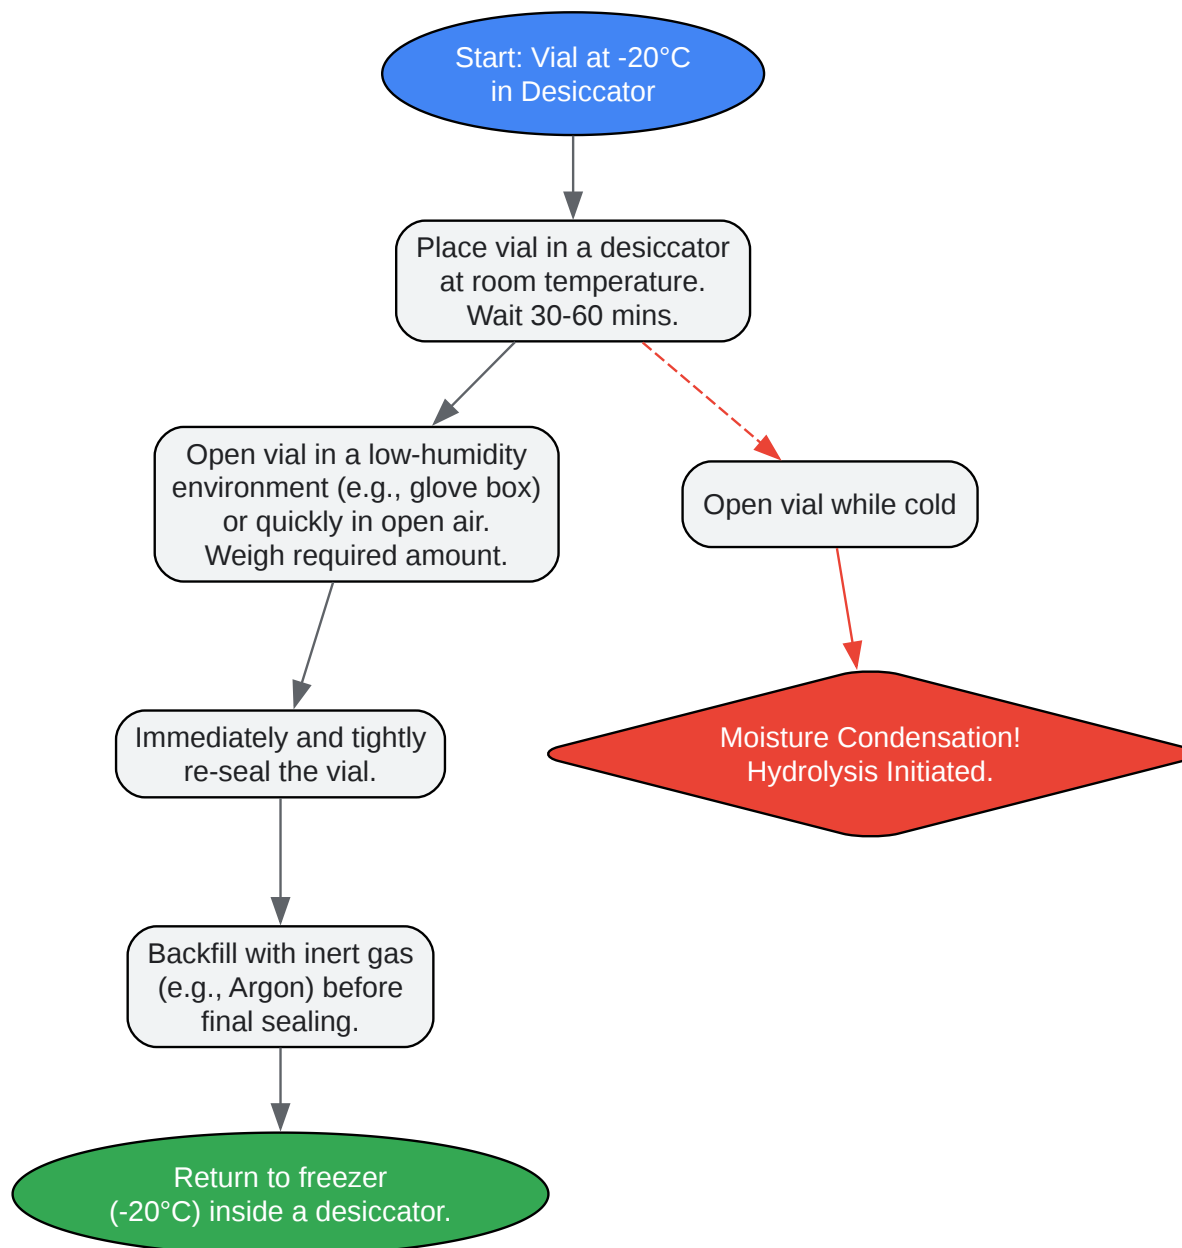 Start: Vial at -20°C
in Desiccator
Place vial in a desiccator
at room temperature.
Wait 30-60 mins.
Open vial in a low-humidity
environment (e.g., glove box)
or quickly in open air.
Weigh required amount.
Open vial while cold
Immediately and tightly
re-seal the vial.
Moisture Condensation!
Hydrolysis Initiated.
Backfill with inert gas
(e.g., Argon) before
final sealing.
Return to freezer
(-20°C) inside a desiccator.